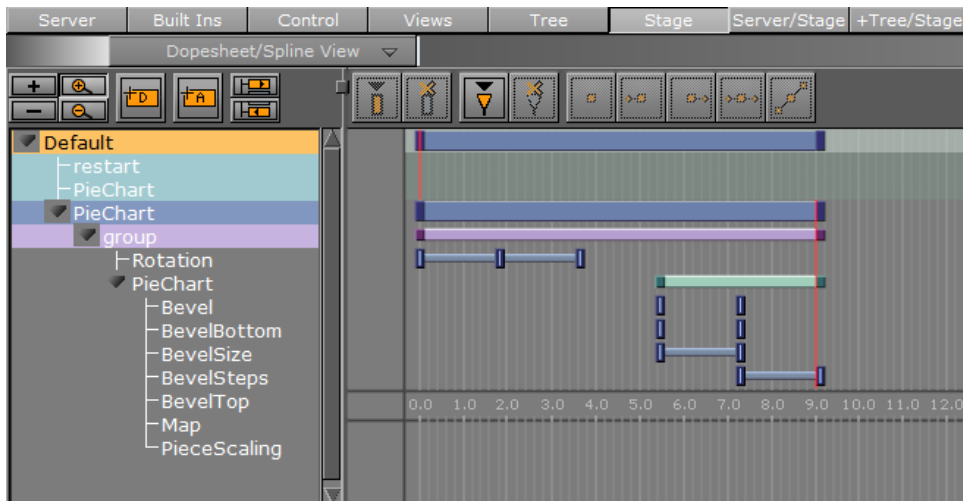 Server Built Ins Control Views Tree Stage Server/Stage +Tree/Stage
Dopesheet/Spline View
D A
Default
restart
PieChart
PieChart
group
Rotation
PieChart
Bevel
BevelBottom
BevelSize
BevelSteps
BevelTop
Map
PieceScaling
0.0 1.0 2.0 3.0 4.0 5.0 6.0 7.0 8.0 9.0 10.0 11.0 12.0